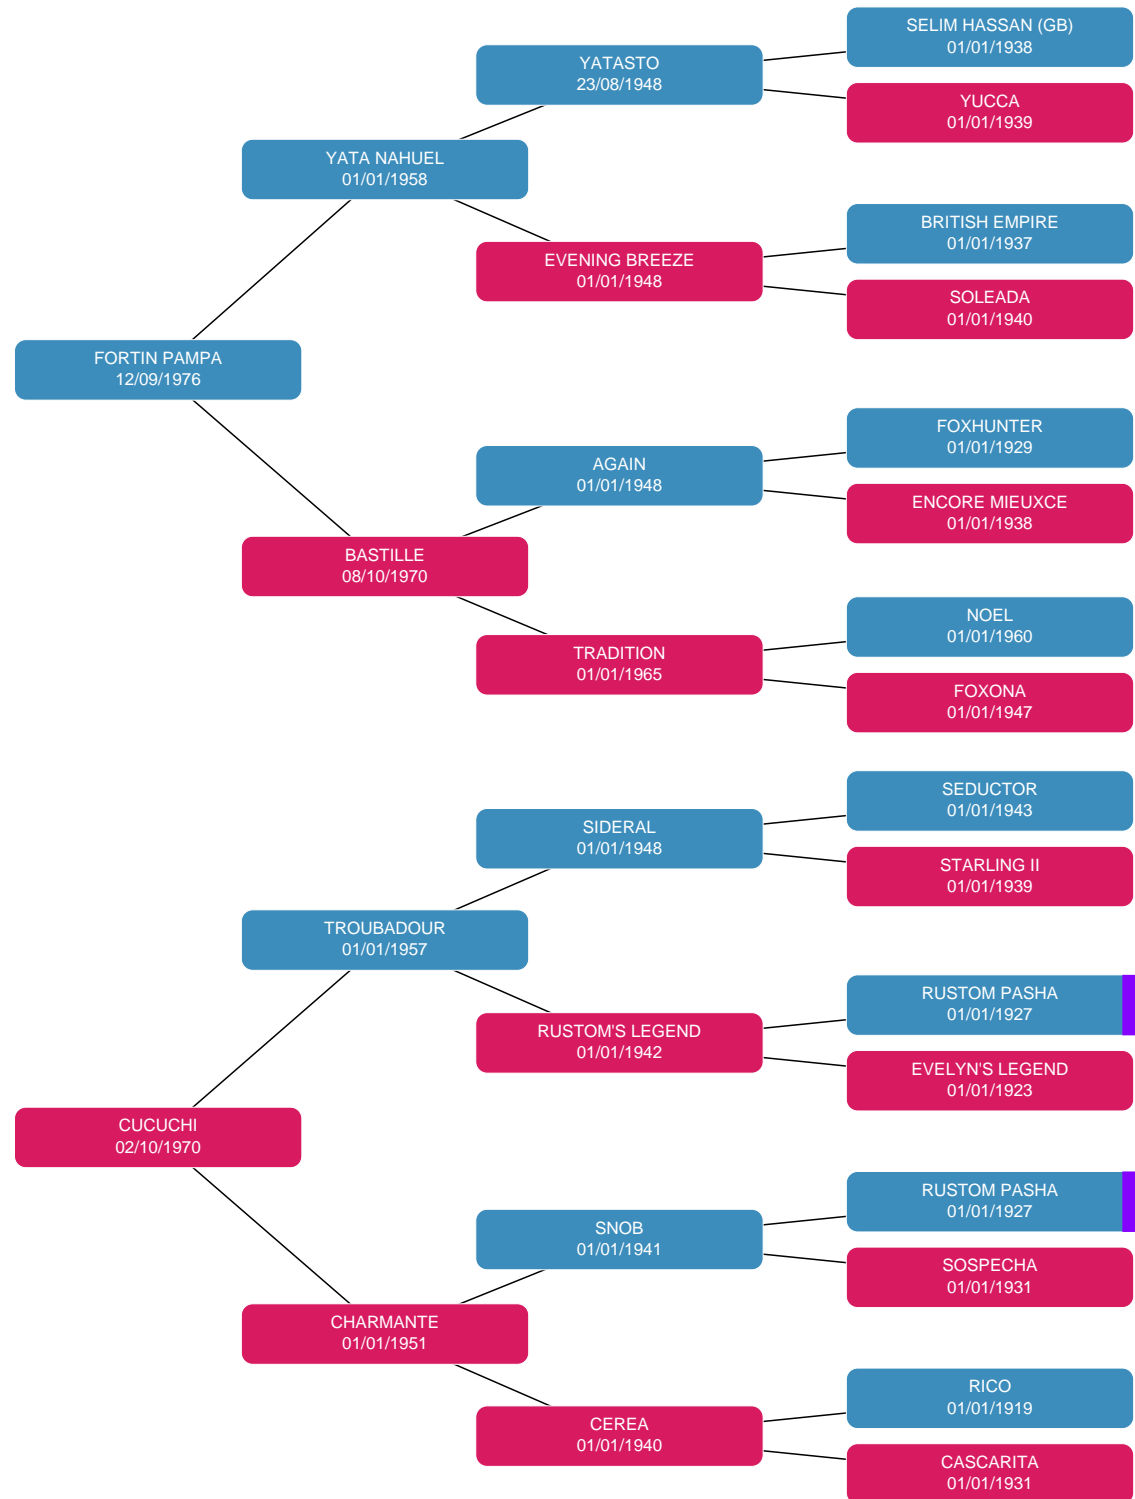 SELIM HASSAN (GB)
01/01/1938
YATASTO
23/08/1948
YUCCA
01/01/1939
YATA NAHUEL
01/01/1958
BRITISH EMPIRE
01/01/1937
EVENING BREEZE
01/01/1948
SOLEADA
01/01/1940
FORTIN PAMPA
12/09/1976
FOXHUNTER
01/01/1929
AGAIN
01/01/1948
ENCORE MIEUXCE
01/01/1938
BASTILLE
08/10/1970
NOEL
01/01/1960
TRADITION
01/01/1965
FOXONA
01/01/1947
SEDUCTOR
01/01/1943
SIDERAL
01/01/1948
STARLING II
01/01/1939
TROUBADOUR
01/01/1957
RUSTOM PASHA
01/01/1927
RUSTOM'S LEGEND
01/01/1942
EVELYN'S LEGEND
01/01/1923
CUCUCHI
02/10/1970
RUSTOM PASHA
01/01/1927
SNOB
01/01/1941
SOSPECHA
01/01/1931
CHARMANTE
01/01/1951
RICO
01/01/1919
CEREA
01/01/1940
CASCARITA
01/01/1931